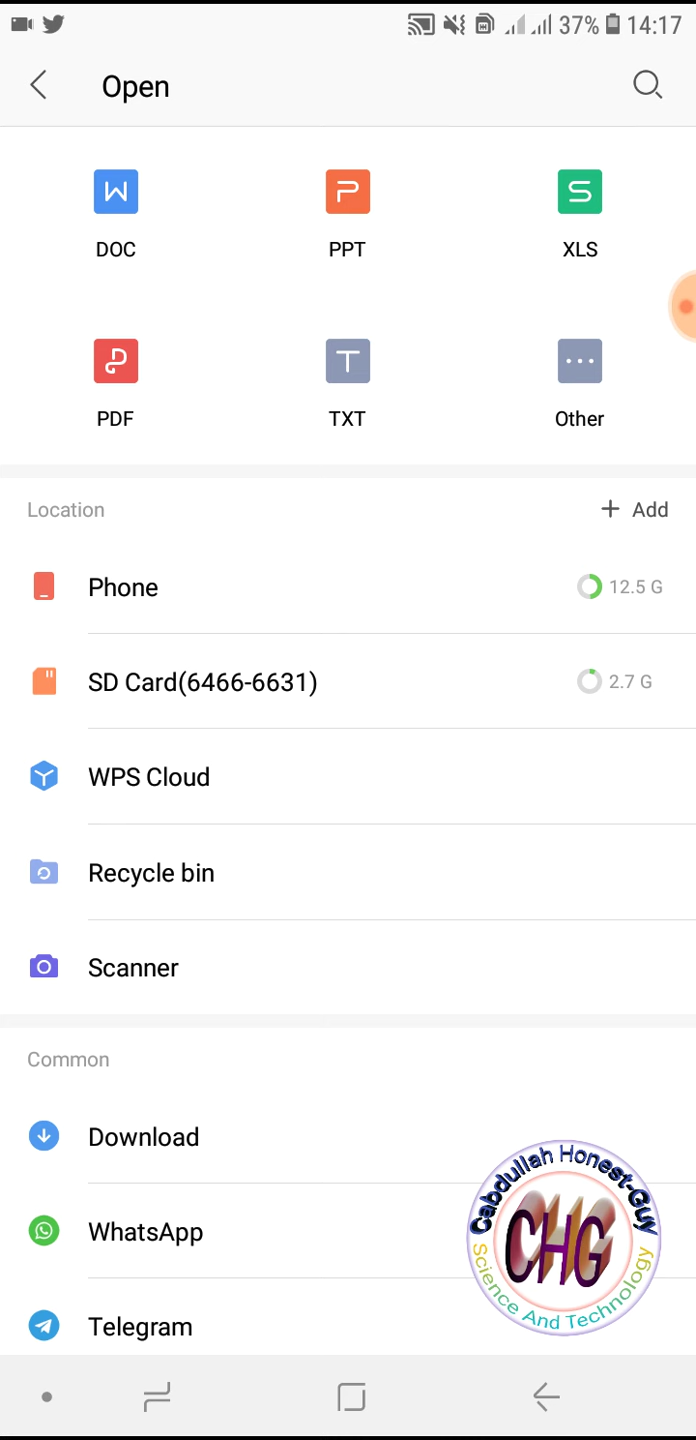 37% 14:17
Open
DOC PPT XLS
PDF TXT Other
Location + Add
Phone 12.5 G
SD Card(6466-6631) 2.7 G
WPS Cloud
Recycle bin
Scanner
Common
Download
WhatsApp
Telegram
Cabdullah Honest-Guy
CHG
Science And Technology